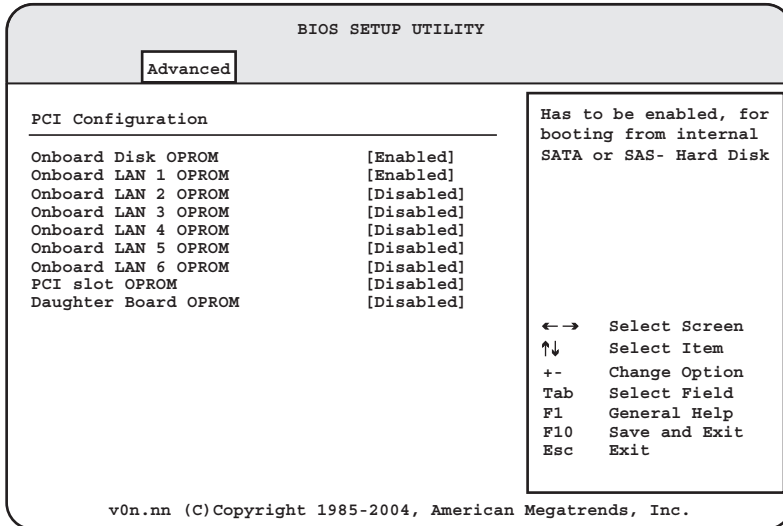 BIOS SETUP UTILITY
Advanced
PCI Configuration
Onboard Disk OPROM [Enabled]
Onboard LAN 1 OPROM [Enabled]
Onboard LAN 2 OPROM [Disabled]
Onboard LAN 3 OPROM [Disabled]
Onboard LAN 4 OPROM [Disabled]
Onboard LAN 5 OPROM [Disabled]
Onboard LAN 6 OPROM [Disabled]
PCI slot OPROM [Disabled]
Daughter Board OPROM [Disabled]
Has to be enabled, for
booting from internal
SATA or SAS- Hard Disk
←→ Select Screen
↑↓ Select Item
+- Change Option
Tab Select Field
F1 General Help
F10 Save and Exit
Esc Exit
v0n.nn (C)Copyright 1985-2004, American Megatrends, Inc.